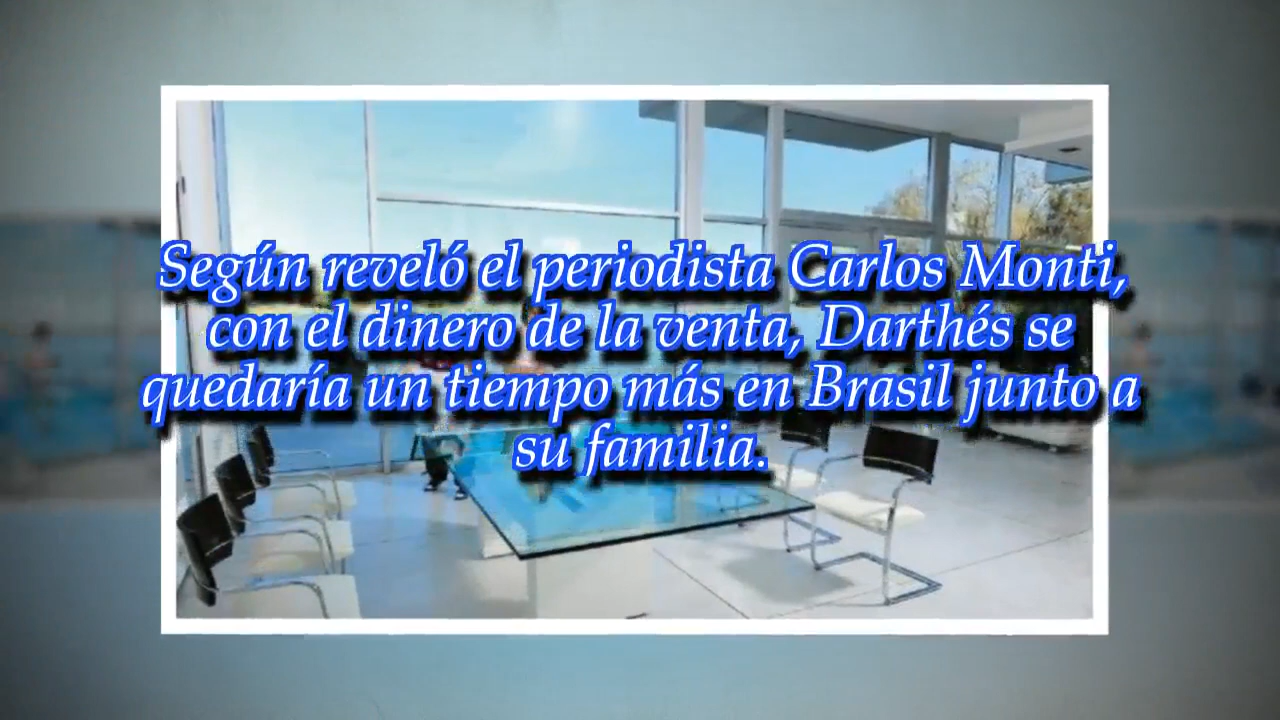 Según reveló el periodista Carlos Monti,
con el dinero de la venta, Darthés se
quedaría un tiempo más en Brasil junto a
su familia.